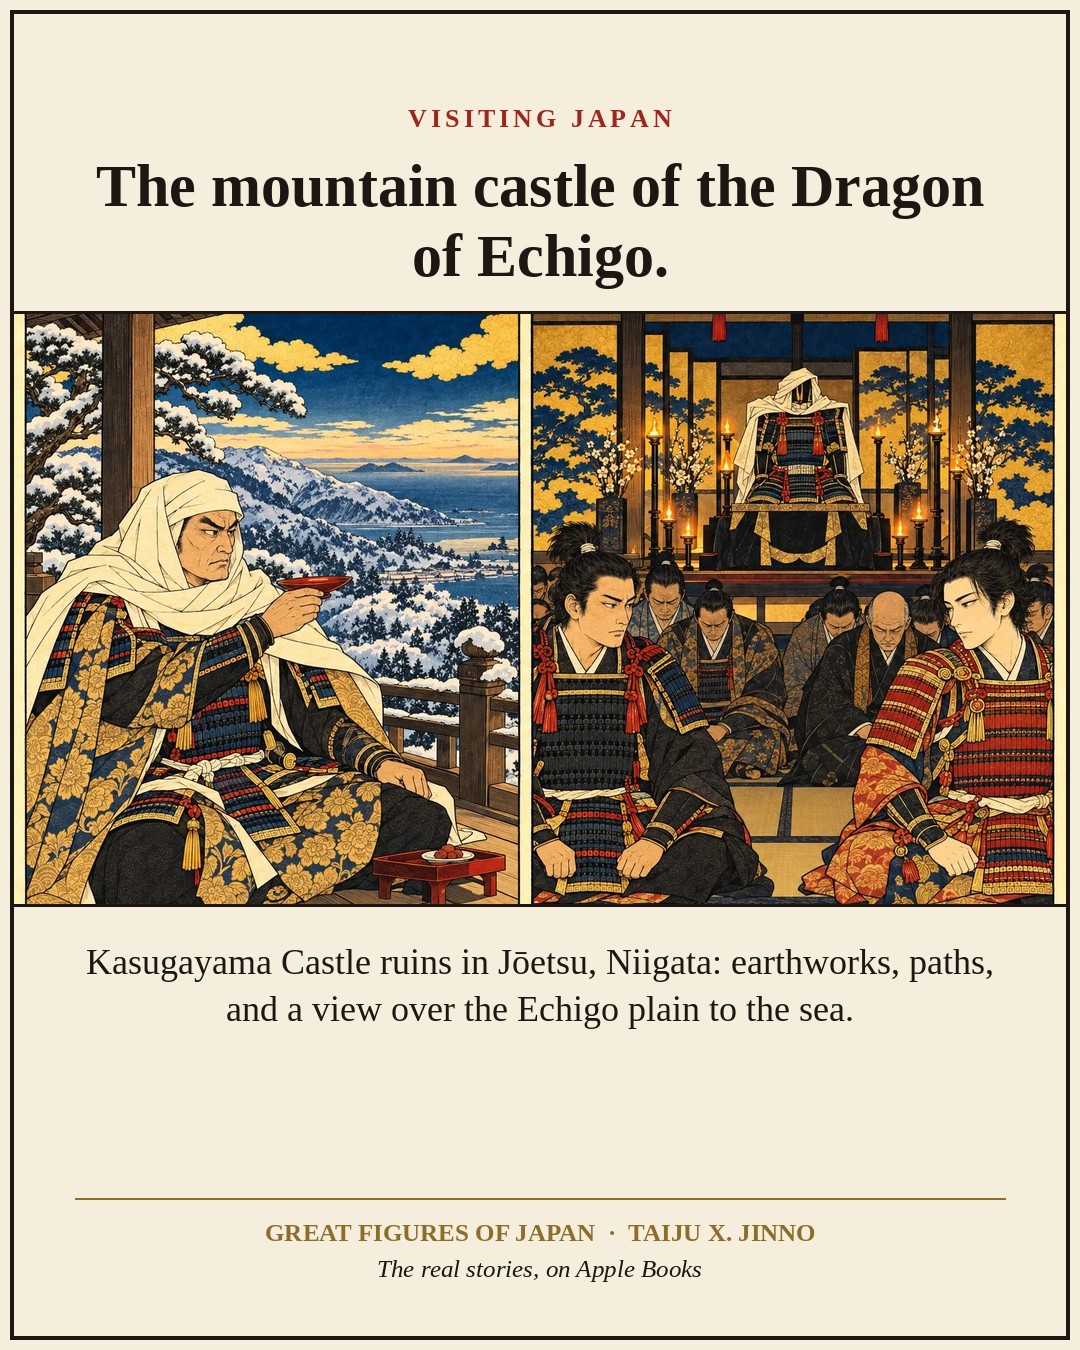 VISITING JAPAN
The mountain castle of the Dragon
of Echigo.
Kasugayama Castle ruins in Jōetsu, Niigata: earthworks, paths,
and a view over the Echigo plain to the sea.
GREAT FIGURES OF JAPAN · TAIJU X. JINNO
The real stories, on Apple Books